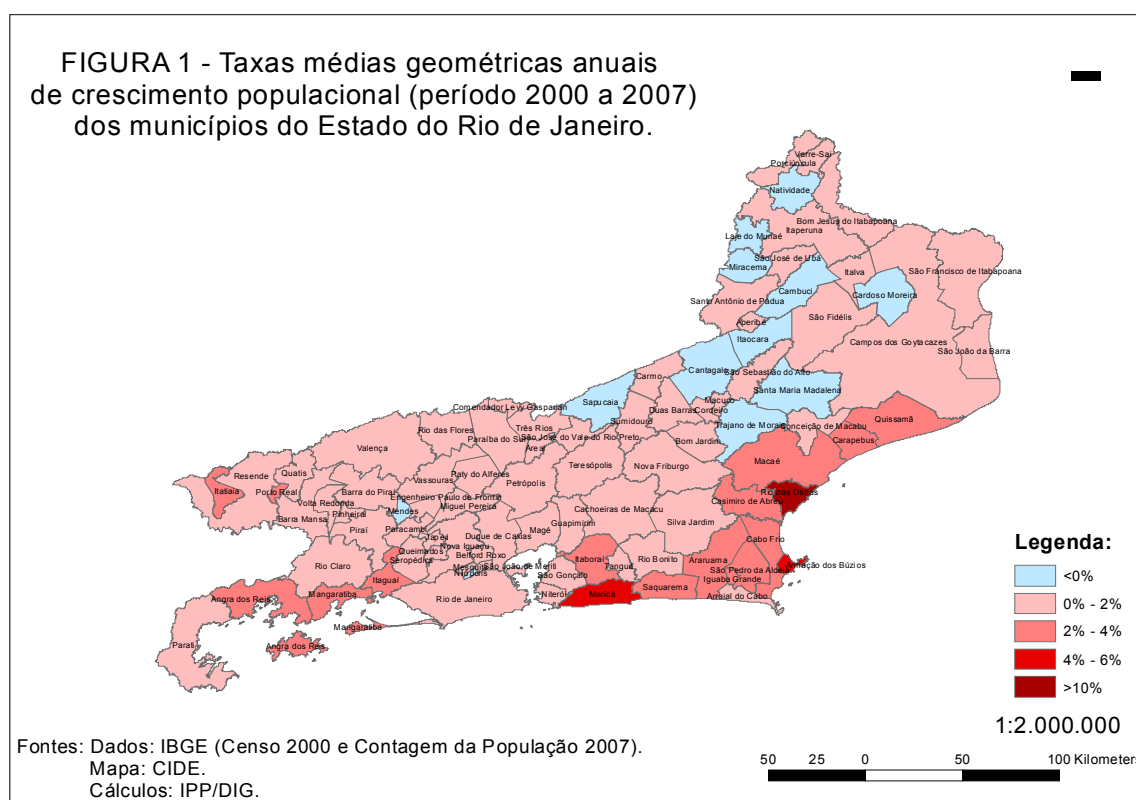 FIGURA 1 - Taxas médias geométricas anuais
de crescimento populacional (período 2000 a 2007)
dos municípios do Estado do Rio de Janeiro.
Varre-Sai
Porciúncula
Natividade
Bom Jesus do Itabapoana
Itaperuna
Laje do Muriaé
São José de Ubá
Miracema
Italva
São Francisco de Itabapoana
Cambuci
Cardoso Moreira
Santo Antônio de Pádua
São Fidélis
Aperibé
Itaocara
Campos dos Goytacazes
São João da Barra
Cantagalo
São Sebastião do Alto
Carmo
Santa Maria Madalena
Sapucaia
Macuco
Comendador Levy Gasparian
Duas Barras
Cordeiro
Quissamã
Sumidouro
Trajano de Morais
Conceição de Macabu
Rio das Flores
Três Rios
Paraíba do Sul
São José do Vale do Rio Preto
Carapebus
Bom Jardim
Valença
Areal
Macaé
Teresópolis
Nova Friburgo
Resende
Quatis
Paty do Alferes
Vassouras
Petrópolis
Itatiaia
Porto Real
Barra do Piraí
Engenheiro Paulo de Frontin
Rio das Ostras
Volta Redonda
Mendes
Miguel Pereira
Casimiro de Abreu
Pinheiral
Cachoeiras de Macacu
Barra Mansa
Piraí
Paracambi
Magé
Guapimirim
Silva Jardim
Japeri
Duque de Caxias
Cabo Frio
Nova Iguaçu
Queimados
Belford Roxo
Seropédica
Itaboraí
Rio Bonito
Araruama
Rio Claro
Mesquita
São João de Meriti
Tanguá
São Pedro da Aldeia
Armação dos Búzios
Nilópolis
São Gonçalo
Itaguaí
Iguaba Grande
Saquarema
Mangaratiba
Niterói
Maricá
Arraial do Cabo
Angra dos Reis
Rio de Janeiro
Mangaratiba
Parati
Angra dos Reis
Legenda:
<0%
0% - 2%
2% - 4%
4% - 6%
>10%
1:2.000.000
Fontes: Dados: IBGE (Censo 2000 e Contagem da População 2007).
Mapa: CIDE.
Cálculos: IPP/DIG.
50 25 0 50 100 Kilometers